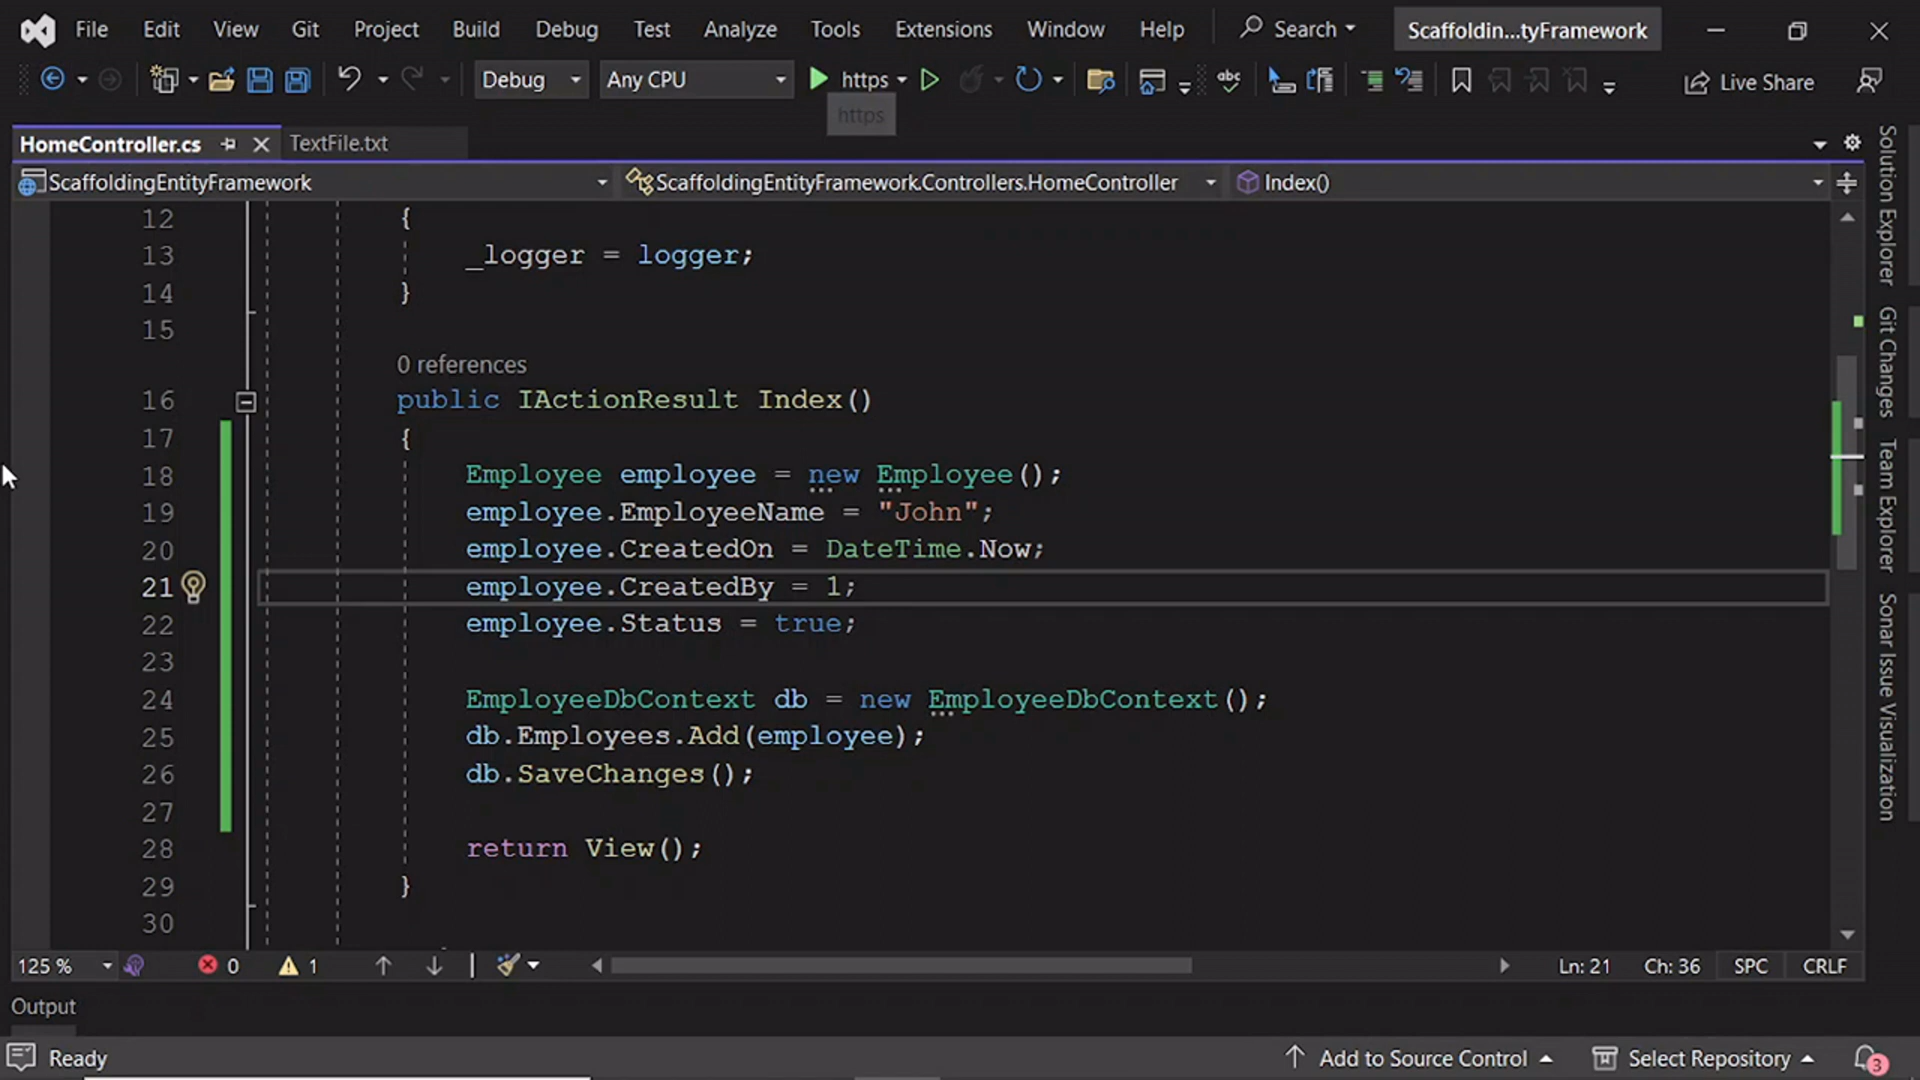 File Edit View Git Project Build Debug Test Analyze Tools Extensions Window Help Search Scaffoldin...tyFramework
Debug Any CPU https Live Share
https
HomeController.cs TextFile.txt
ScaffoldingEntityFramework ScaffoldingEntityFramework.Controllers.HomeController Index()
12 {
13 _logger = logger;
14 }
15
0 references
16 public IActionResult Index()
17 {
18 Employee employee = new Employee();
19 employee.EmployeeName = "John";
20 employee.CreatedOn = DateTime.Now;
21 employee.CreatedBy = 1;
22 employee.Status = true;
23
24 EmployeeDbContext db = new EmployeeDbContext();
25 db.Employees.Add(employee);
26 db.SaveChanges();
27
28 return View();
29 }
30
125 % 0 1 Ln: 21 Ch: 36 SPC CRLF
Output
Ready Add to Source Control Select Repository 3
Solution Explorer
Git Changes
Team Explorer
Sonar Issue Visualization
abc